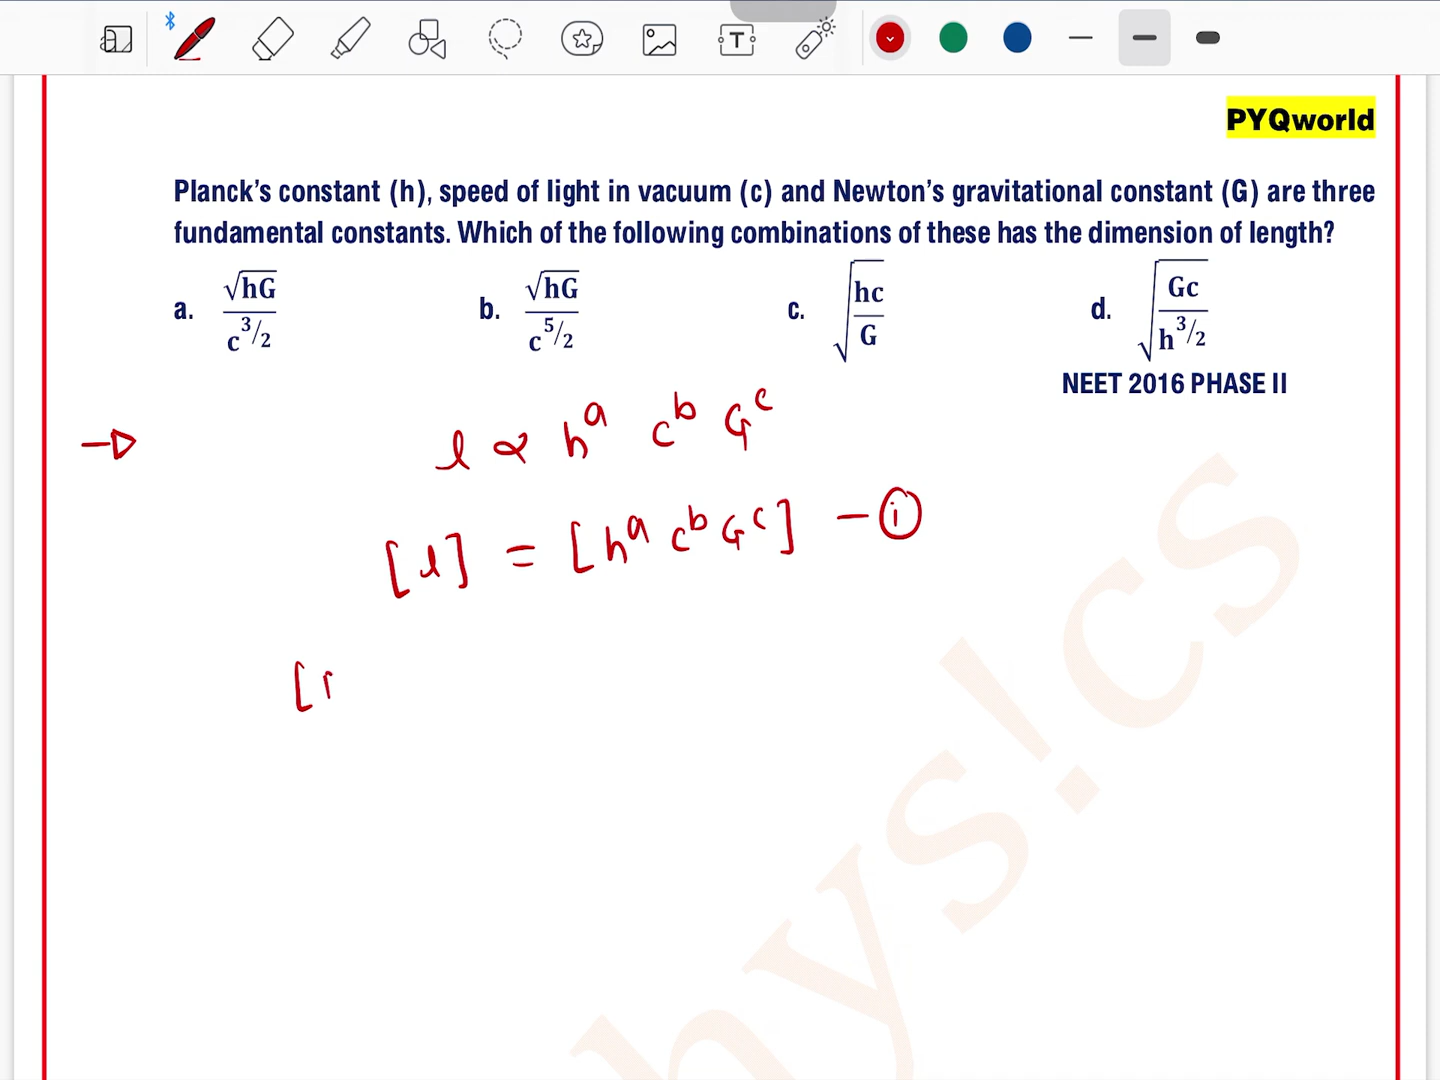 PYQworld
Planck's constant (h), speed of light in vacuum (c) and Newton's gravitational constant (G) are three
fundamental constants. Which of the following combinations of these has the dimension of length?
a. √hG / c^3/2 b. √hG / c^5/2 c. √(hc / G) d. √(Gc / h^3/2)
NEET 2016 PHASE II
l ∝ h^a c^b G^c
[l] = [h^a c^b G^c] – ⓘ
[
hys!cs